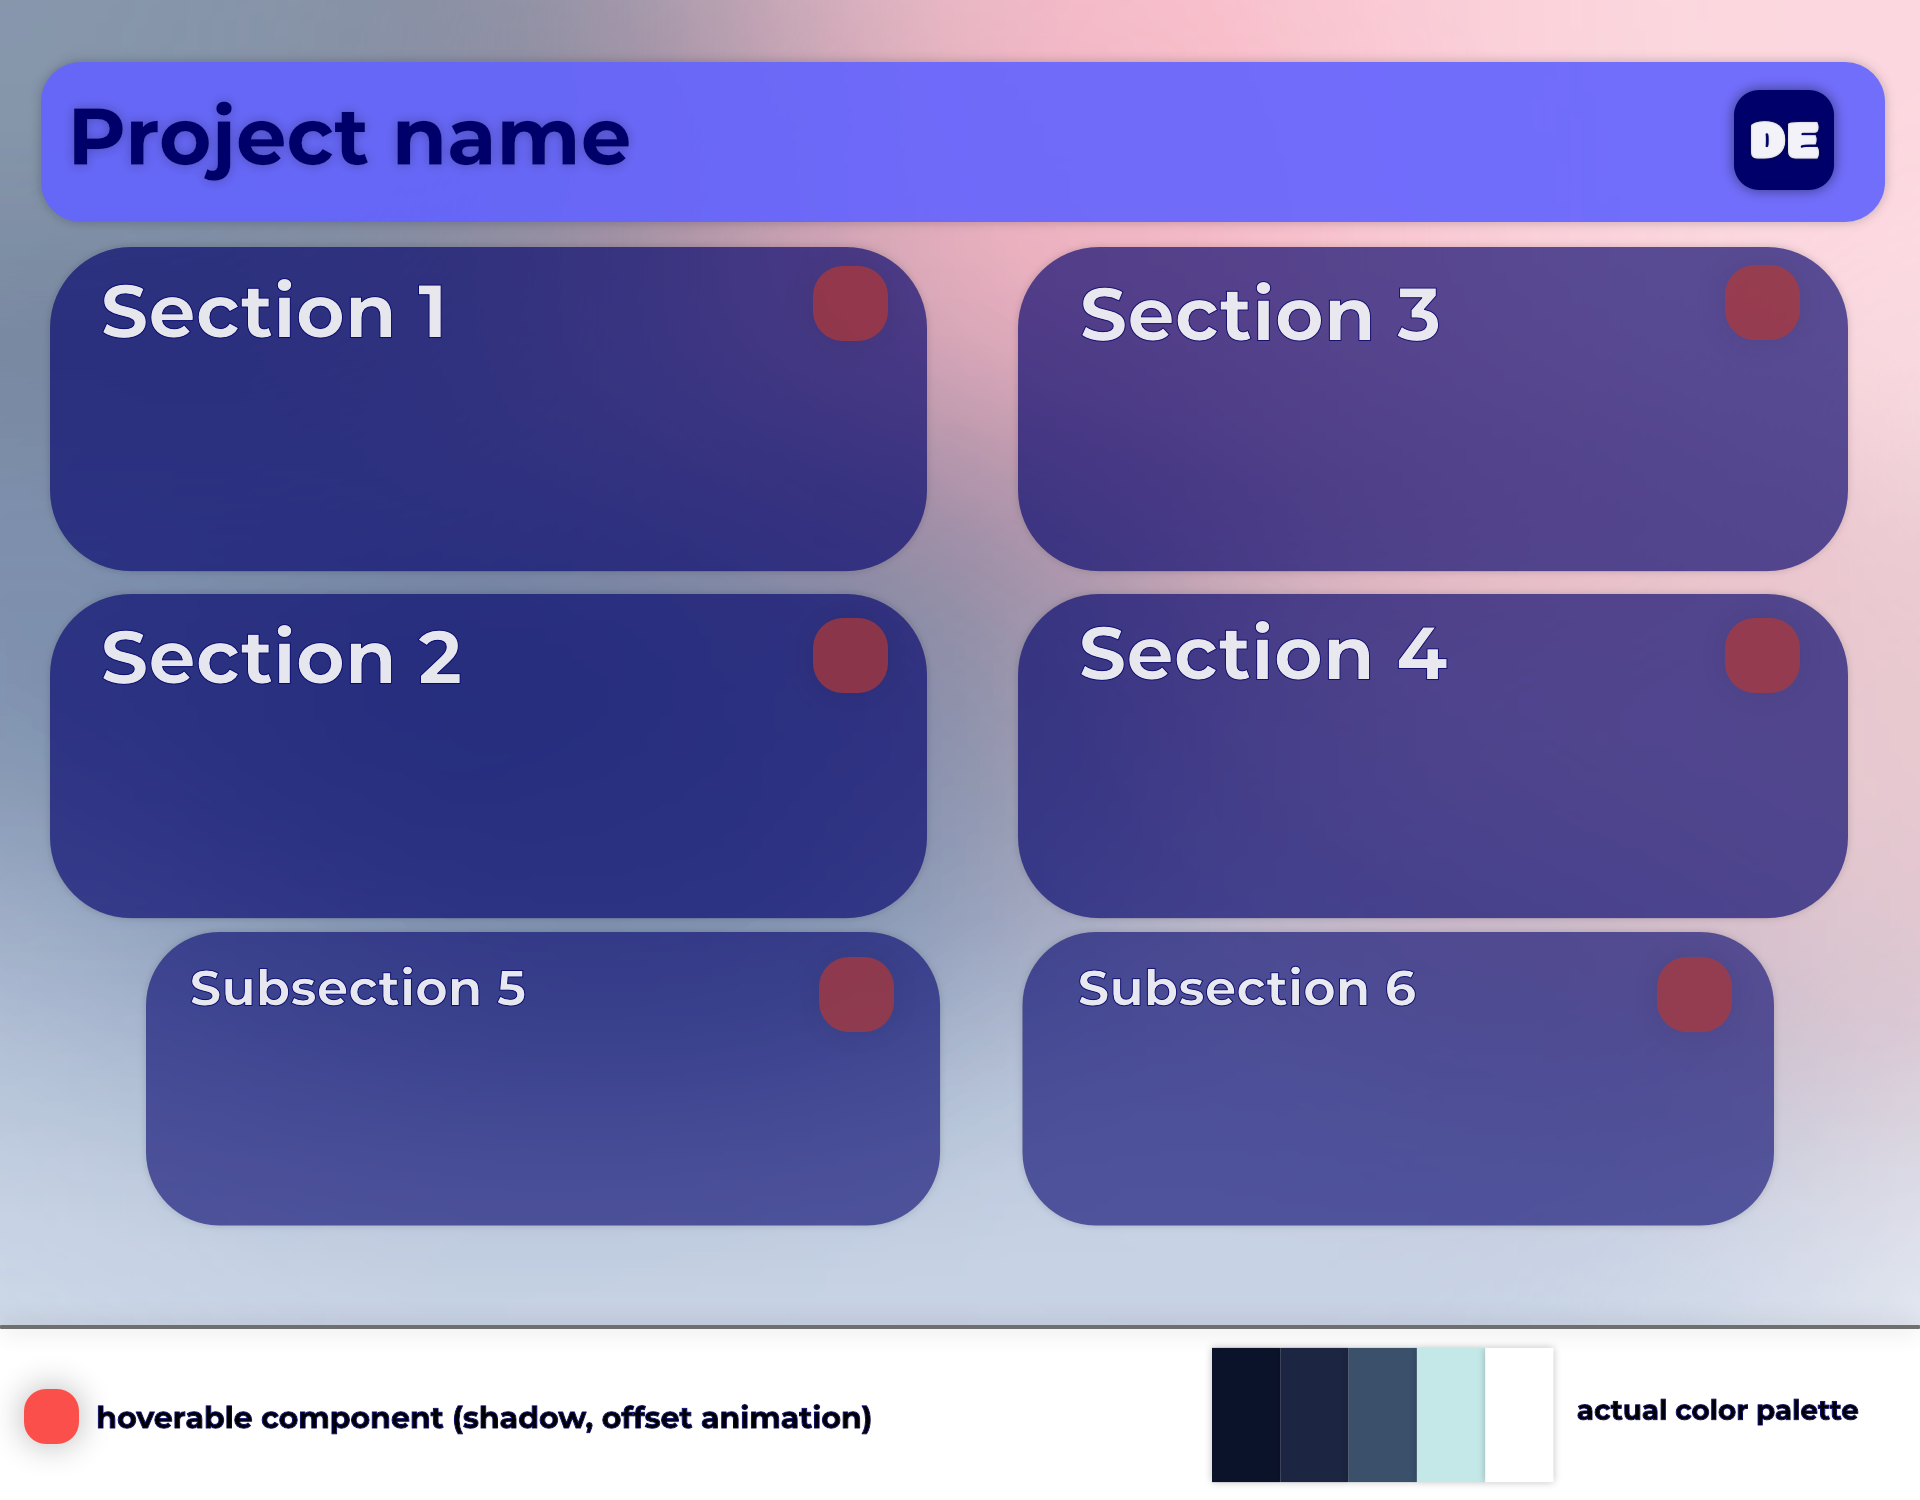 Project name
DE
Section 1
Section 3
Section 2
Section 4
Subsection 5
Subsection 6
hoverable component (shadow, offset animation)
actual color palette